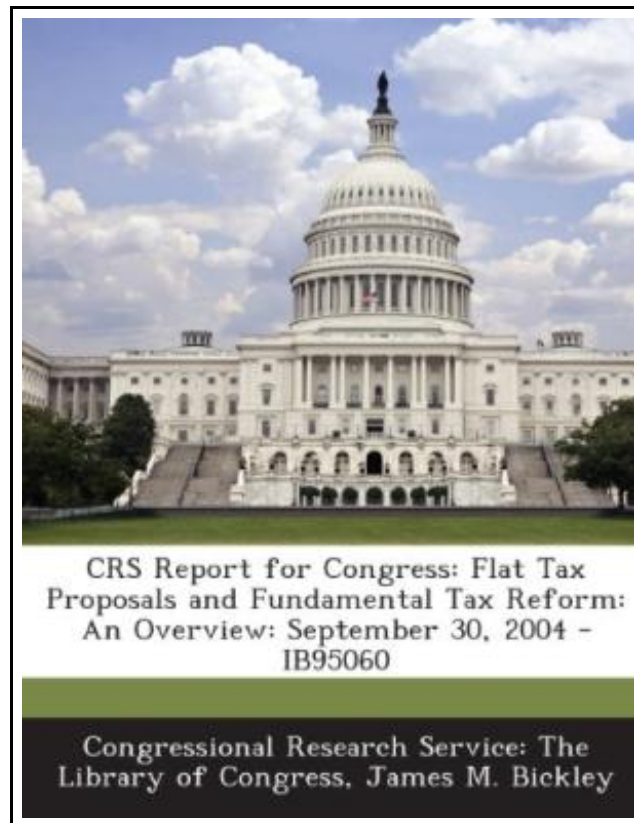 CRS Report for Congress: Flat Tax
Proposals and Fundamental Tax Reform:
An Overview: September 30, 2004 -
IB95060
Congressional Research Service: The
Library of Congress, James M. Bickley